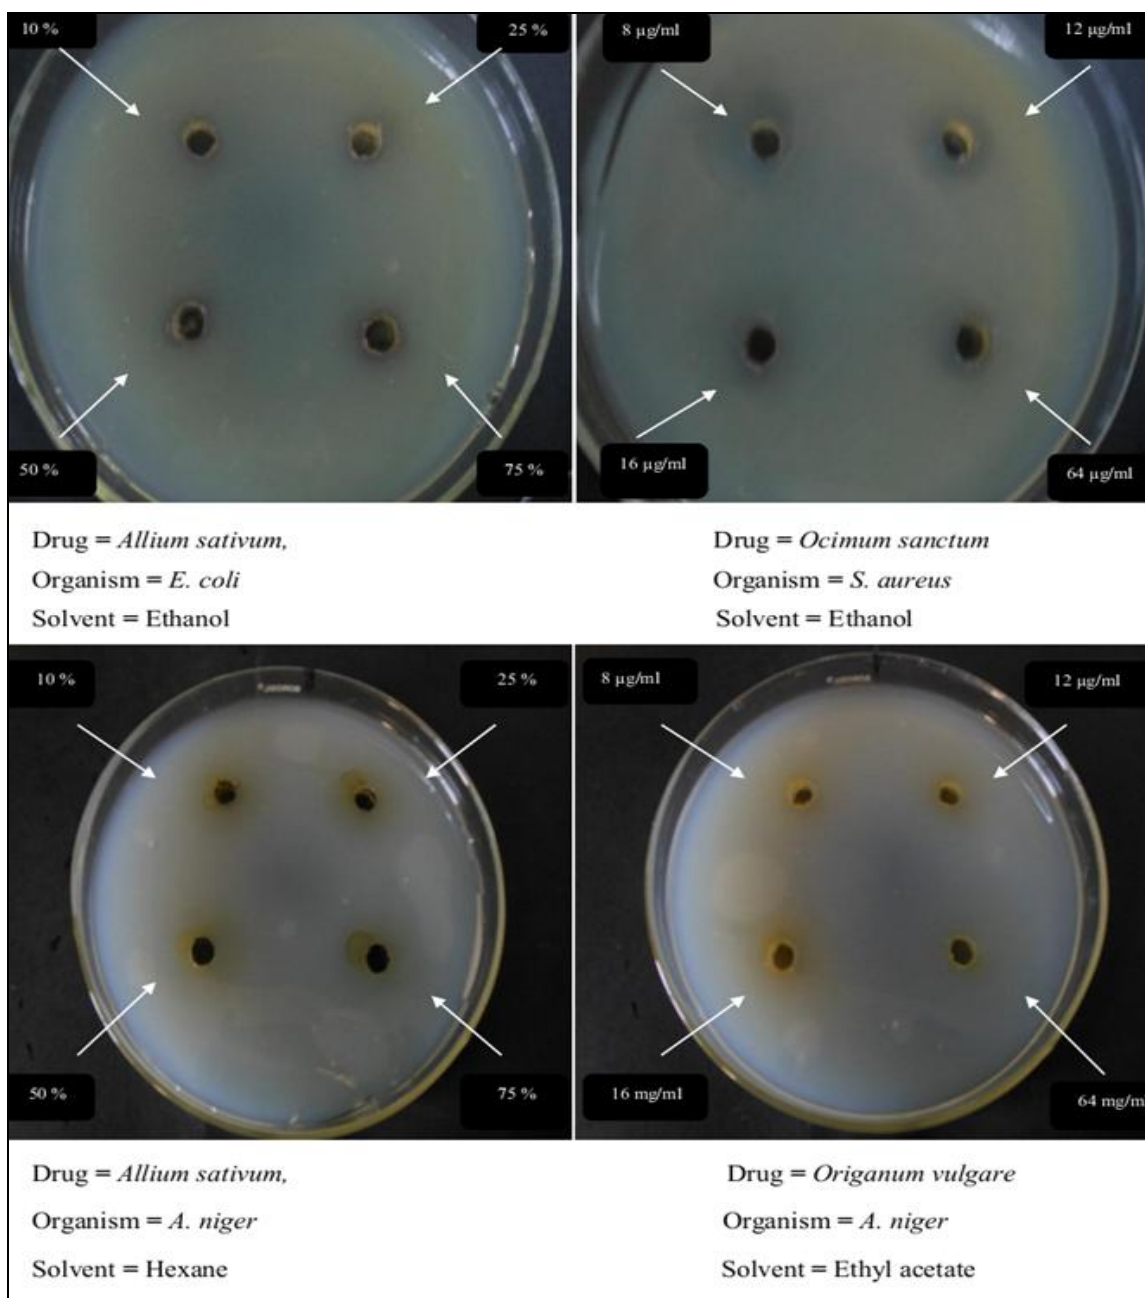 10 %
25 %
8 µg/ml
12 µg/ml
50 %
75 %
16 µg/ml
64 µg/ml
Drug = Allium sativum,
Organism = E. coli
Solvent = Ethanol
Drug = Ocimum sanctum
Organism = S. aureus
Solvent = Ethanol
10 %
25 %
8 µg/ml
12 µg/ml
50 %
75 %
16 mg/ml
64 mg/m
Drug = Allium sativum,
Organism = A. niger
Solvent = Hexane
Drug = Origanum vulgare
Organism = A. niger
Solvent = Ethyl acetate